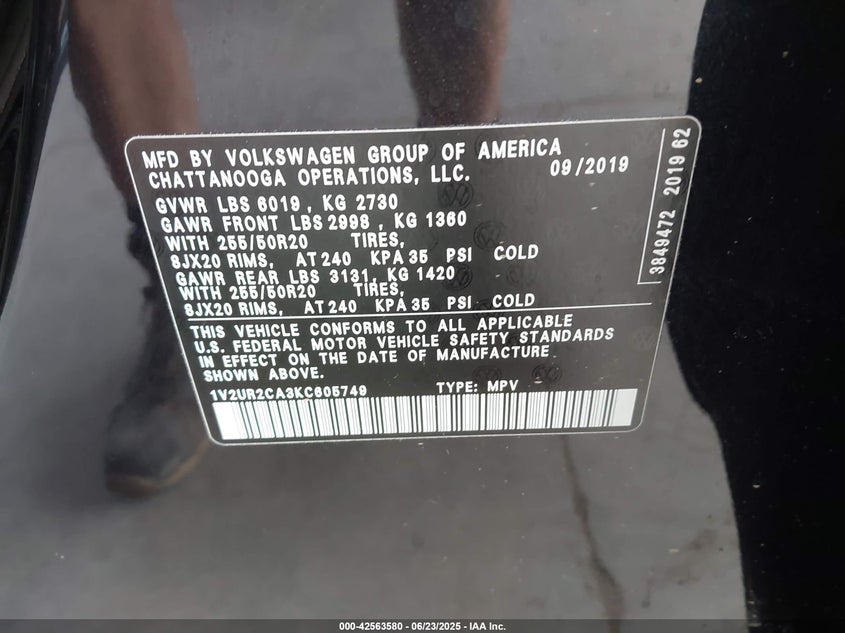 MFD BY VOLKSWAGEN GROUP OF AMERICA
CHATTANOOGA OPERATIONS, LLC. 09/2019
GVWR LBS 6019 , KG 2730
GAWR FRONT LBS 2998 , KG 1360
WITH 255/50R20 TIRES,
8JX20 RIMS, AT 240 KPA 35 PSI COLD
GAWR REAR LBS 3131, KG 1420
WITH 255/50R20 TIRES,
8JX20 RIMS, AT 240 KPA 35 PSI COLD
THIS VEHICLE CONFORMS TO ALL APPLICABLE
U.S. FEDERAL MOTOR VEHICLE SAFETY STANDARDS
IN EFFECT ON THE DATE OF MANUFACTURE
SHOWN ABOVE.
1V2UR2CA3KC605749 TYPE: MPV
3849472 2019 62
000-42563580 - 06/23/2025 - IAA Inc.